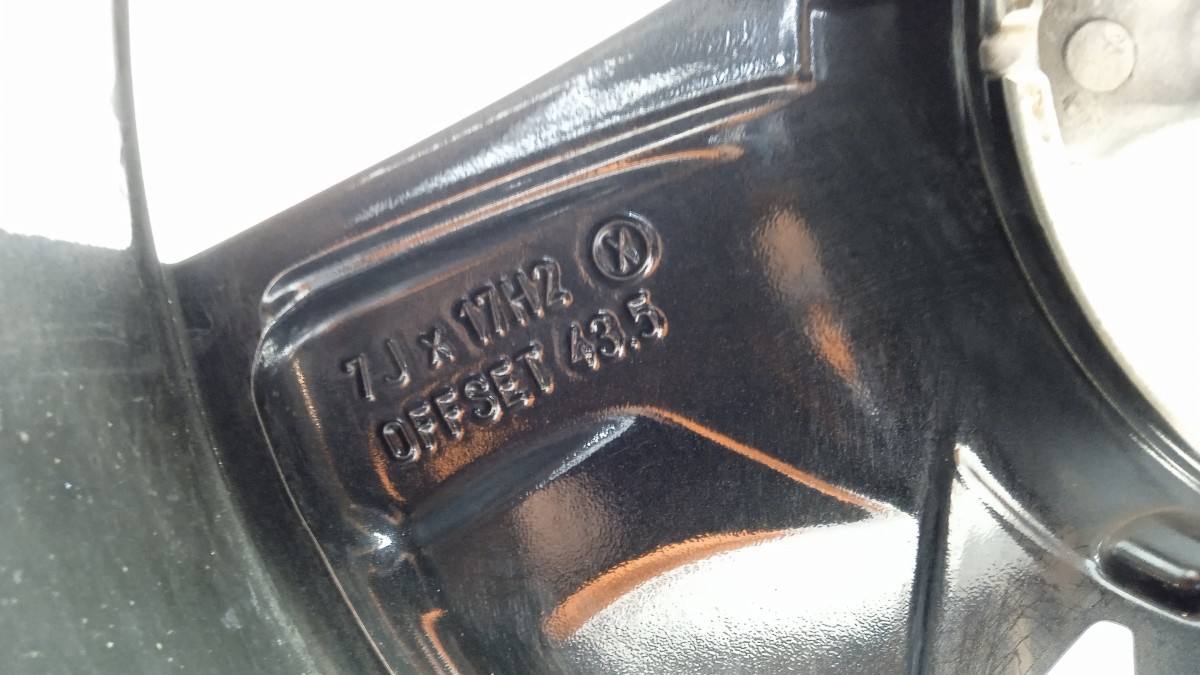 7J x 17H2 Ⓧ
OFFSET 43.5